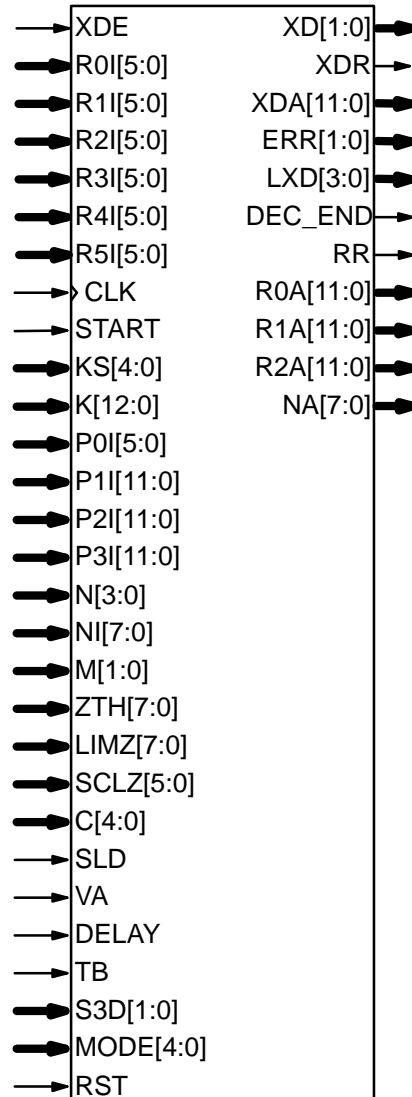 XDE XD[1:0]
R0I[5:0] XDR
R1I[5:0] XDA[11:0]
R2I[5:0] ERR[1:0]
R3I[5:0] LXD[3:0]
R4I[5:0] DEC_END
R5I[5:0] RR
CLK R0A[11:0]
START R1A[11:0]
KS[4:0] R2A[11:0]
K[12:0] NA[7:0]
P0I[5:0]
P1I[11:0]
P2I[11:0]
P3I[11:0]
N[3:0]
NI[7:0]
M[1:0]
ZTH[7:0]
LIMZ[7:0]
SCLZ[5:0]
C[4:0]
SLD
VA
DELAY
TB
S3D[1:0]
MODE[4:0]
RST